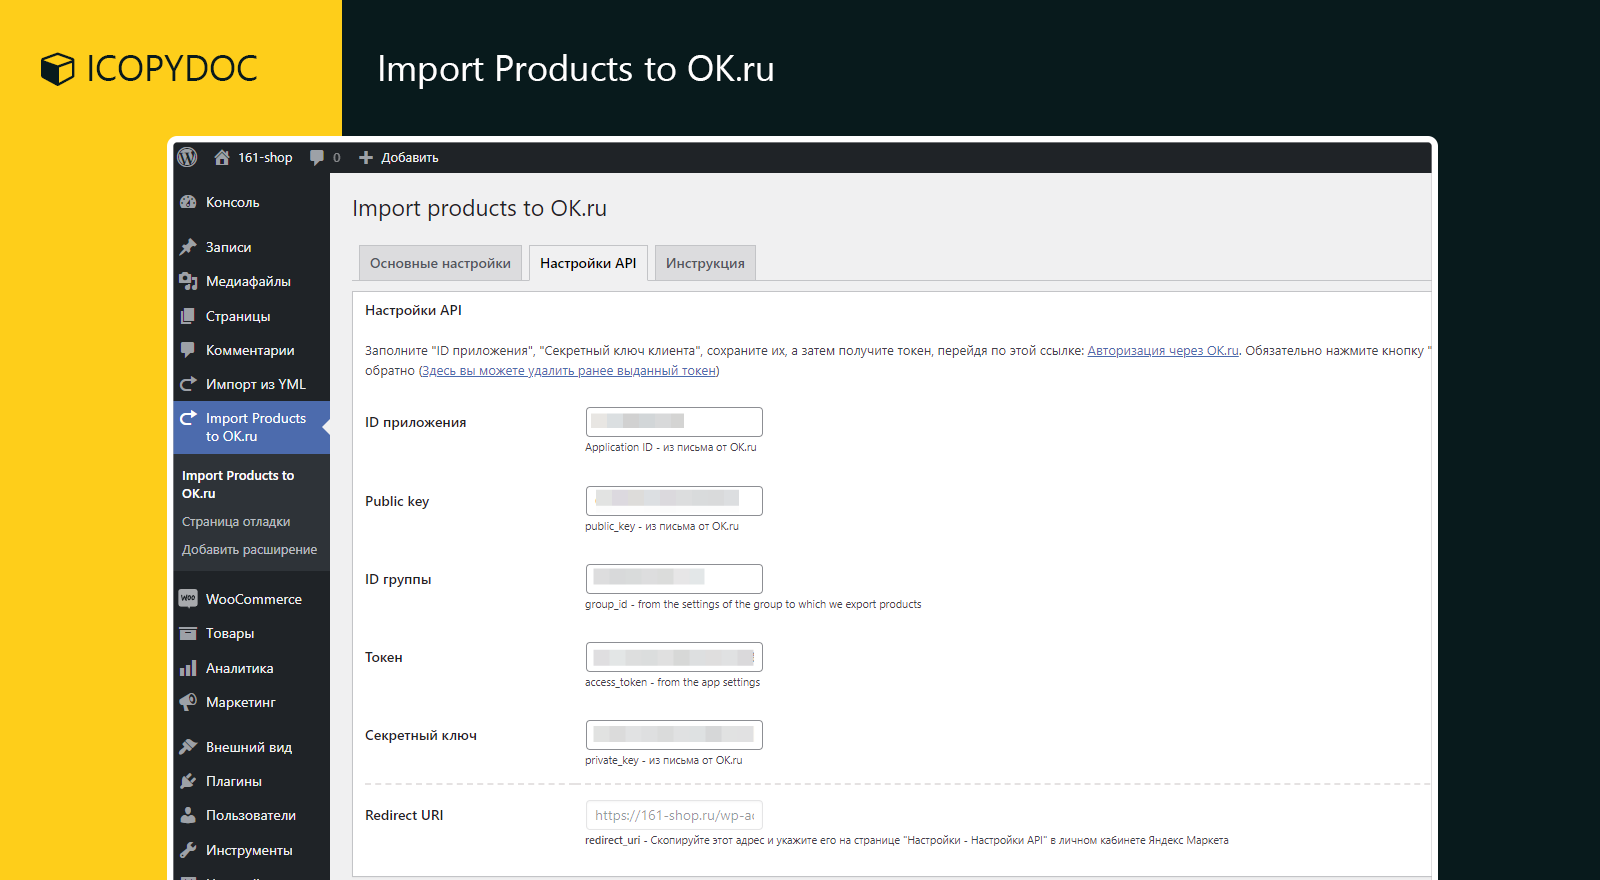 ICOPYDOC
Import Products to OK.ru
161-shop
0
Добавить
Консоль
Записи
Медиафайлы
Страницы
Комментарии
Импорт из YML
Import Products
to OK.ru
Import Products to
OK.ru
Страница отладки
Добавить расширение
WooCommerce
Товары
Аналитика
Маркетинг
Внешний вид
Плагины
Пользователи
Инструменты
Import products to OK.ru
Основные настройки
Настройки API
Инструкция
Настройки API
Заполните "ID приложения", "Секретный ключ клиента", сохраните их, а затем получите токен, перейдя по этой ссылке: Авторизация через OK.ru. Обязательно нажмите кнопку "
обратно (Здесь вы можете удалить ранее выданный токен)
ID приложения
Application ID - из письма от OK.ru
Public key
public_key - из письма от OK.ru
ID группы
group_id - from the settings of the group to which we export products
Токен
access_token - from the app settings
Секретный ключ
private_key - из письма от OK.ru
Redirect URI
https://161-shop.ru/wp-a
redirect_uri - Скопируйте этот адрес и укажите его на странице "Настройки - Настройки API" в личном кабинете Яндекс Маркета